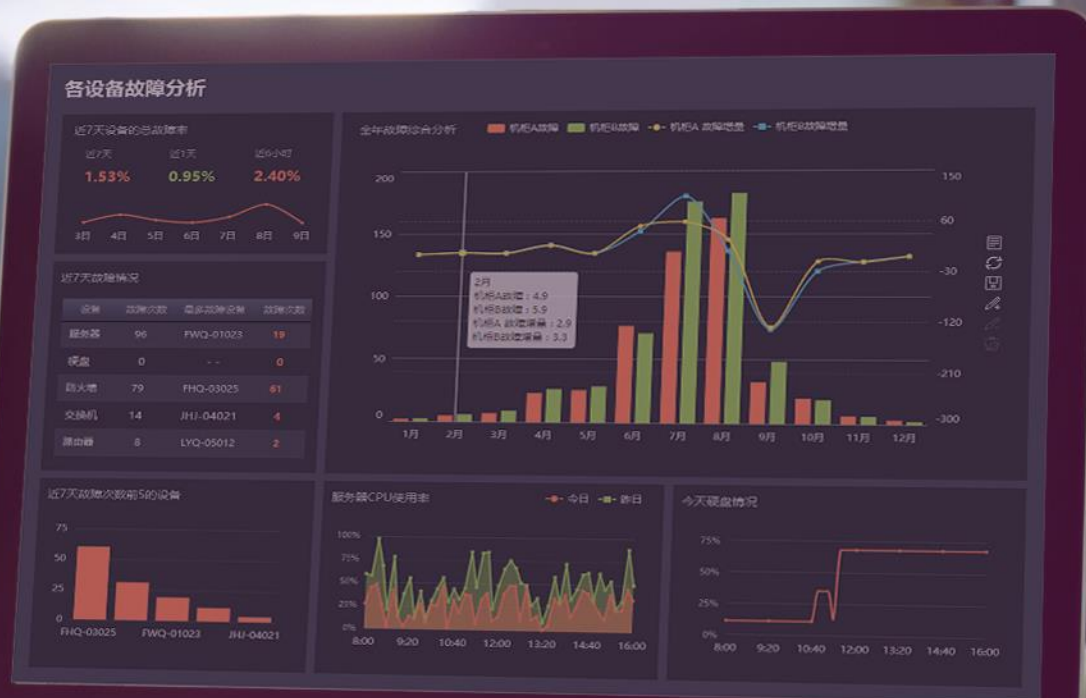 各设备故障分析
近7天设备的总故障率
近7天 近1天 近6小时
1.53% 0.95% 2.40%
3日 4日 5日 6日 7日 8日 9日
近7天故障情况
设备 故障次数 最多故障设备 故障次数
服务器 96 FWQ-01023 19
硬盘 0 -- 0
防火墙 79 FHQ-03025 61
交换机 14 JHJ-04021 4
路由器 8 LYQ-05012 2
全年故障综合分析 机柜A故障 机柜B故障 机柜A 故障增量 机柜B故障增量
200 150
150 60
100 -30
-120
50 -210
0 -300
2月
机柜A故障：4.9
机柜B故障：5.9
机柜A 故障增量：2.9
机柜B故障增量：3.3
1月 2月 3月 4月 5月 6月 7月 8月 9月 10月 11月 12月
近7天故障次数前5的设备
75
50
25
0
FHQ-03025 FWQ-01023 JHJ-04021
服务器CPU使用率 今日 昨日
100%
75%
50%
25%
0%
8:00 9:20 10:40 12:00 13:20 14:40 16:00
今天硬盘情况
75%
50%
25%
0%
8:00 9:20 10:40 12:00 13:20 14:40 16:00